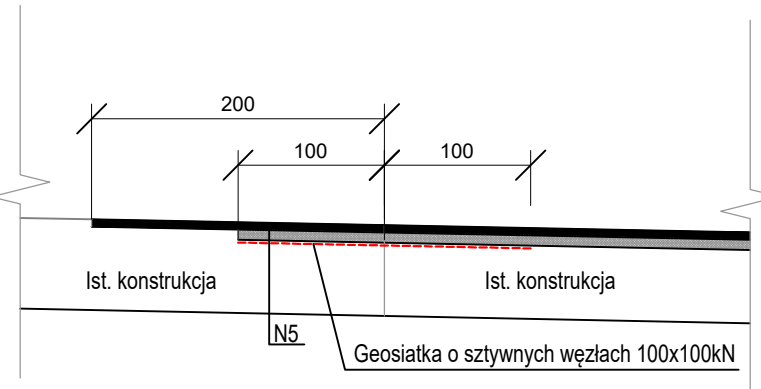 200
100
100
Ist. konstrukcja
Ist. konstrukcja
N5
Geosiatka o sztywnych węzłach 100x100kN